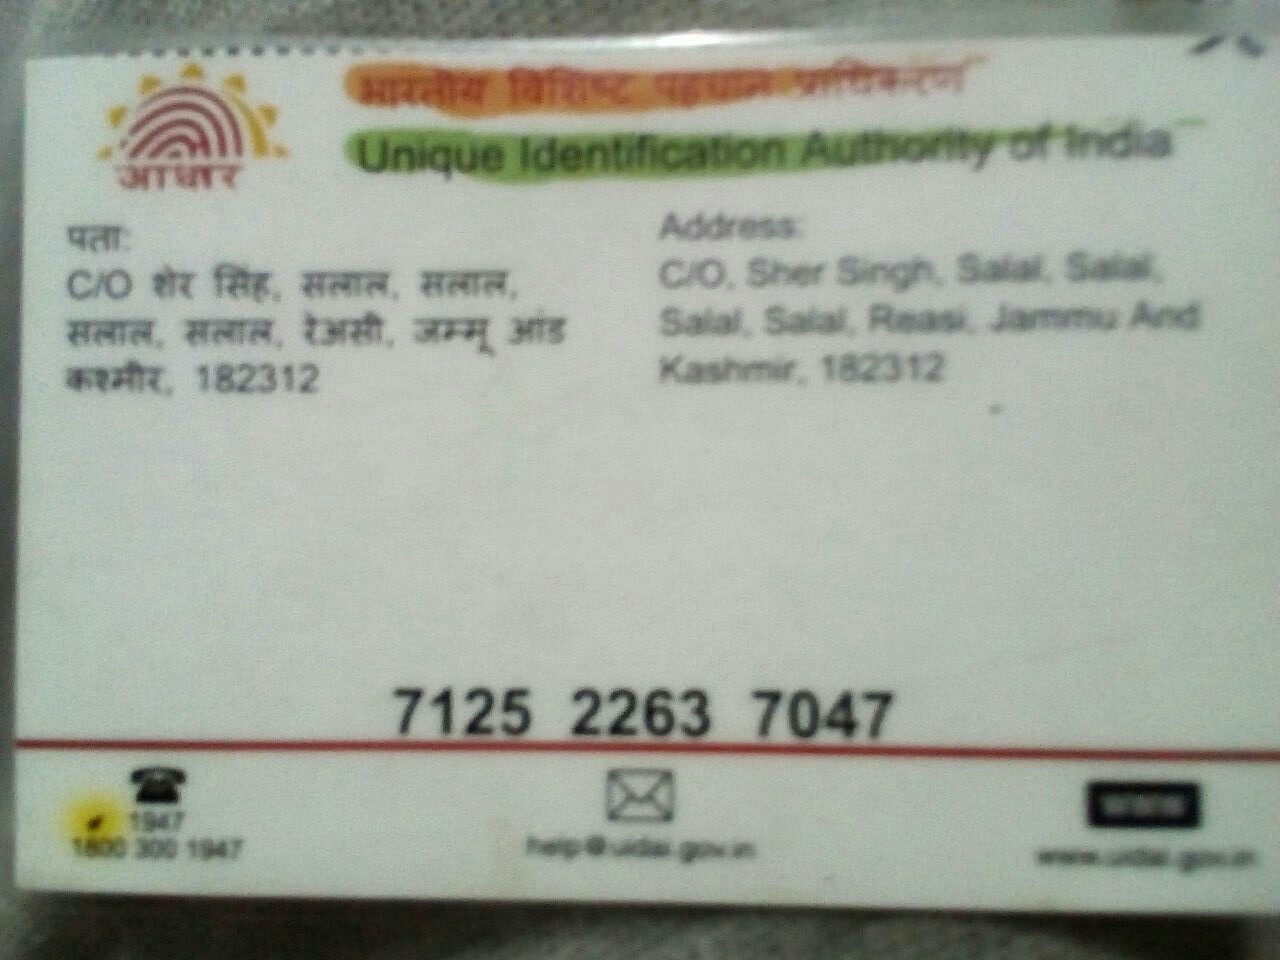 भारतीय विशिष्ट पहचान प्राधिकरण
Unique Identification Authority of India
आधार
पता:
C/O शेर सिंह, सलाल, सलाल,
सलाल, सलाल, रेअसी, जम्मू आंड
कश्मीर, 182312
Address:
C/O, Sher Singh, Salal, Salal,
Salal, Salal, Reasi, Jammu And
Kashmir, 182312
7125 2263 7047
1947
1800 300 1947
help@uidai.gov.in
WWW
www.uidai.gov.in